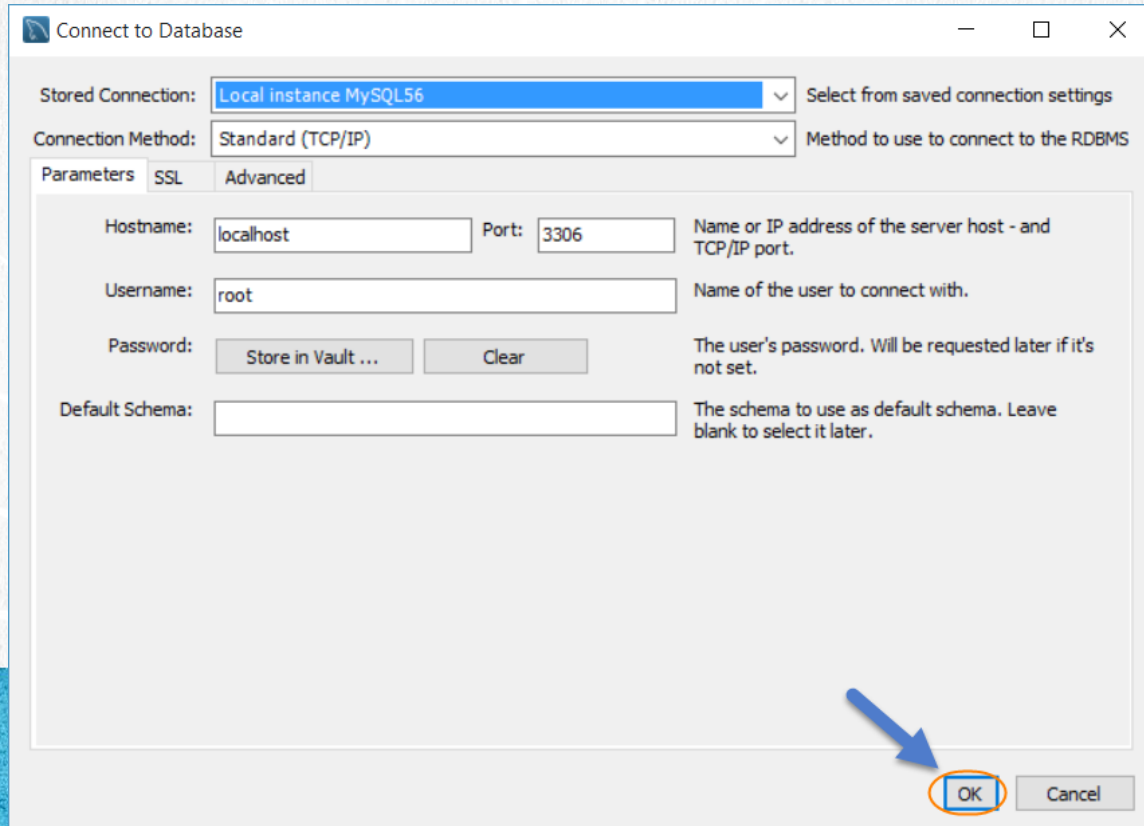 Connect to Database
Stored Connection: Local instance MySQL56 Select from saved connection settings
Connection Method: Standard (TCP/IP) Method to use to connect to the RDBMS
Parameters SSL Advanced
Hostname: localhost Port: 3306 Name or IP address of the server host - and
TCP/IP port.
Username: root Name of the user to connect with.
Password: Store in Vault ... Clear The user's password. Will be requested later if it's
not set.
Default Schema: The schema to use as default schema. Leave
blank to select it later.
OK Cancel